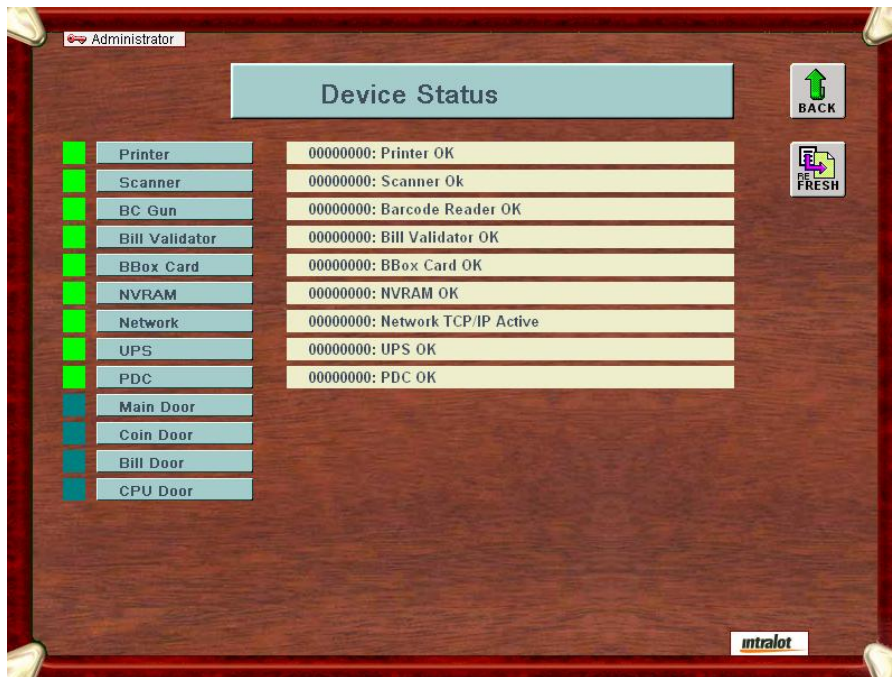 Administrator
Device Status
BACK
Printer 00000000: Printer OK
RE FRESH
Scanner 00000000: Scanner Ok
BC Gun 00000000: Barcode Reader OK
Bill Validator 00000000: Bill Validator OK
BBox Card 00000000: BBox Card OK
NVRAM 00000000: NVRAM OK
Network 00000000: Network TCP/IP Active
UPS 00000000: UPS OK
PDC 00000000: PDC OK
Main Door
Coin Door
Bill Door
CPU Door
intralot